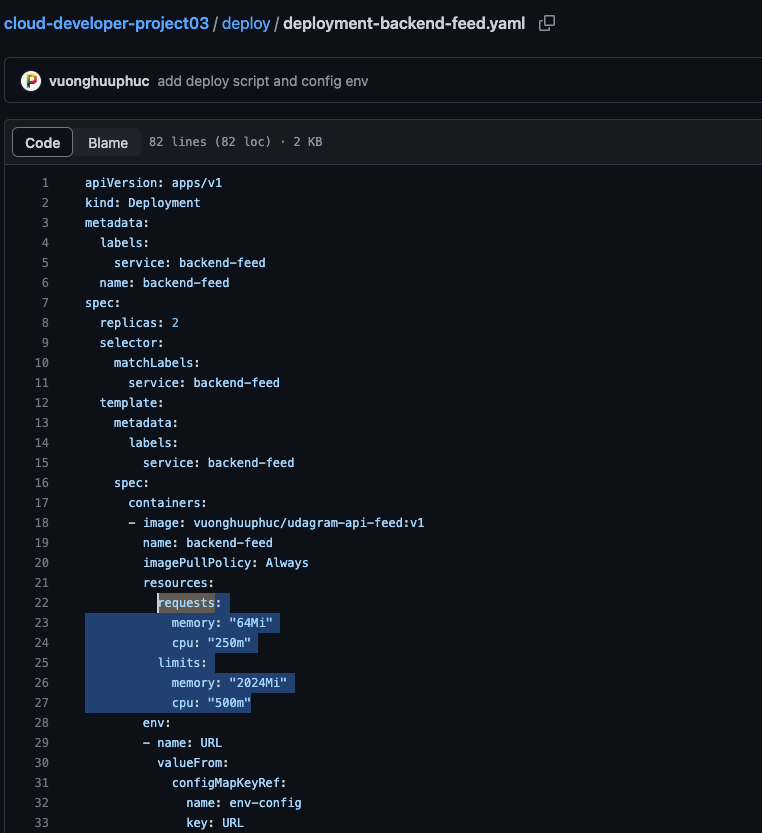 cloud-developer-project03 / deploy / deployment-backend-feed.yaml
vuonghuuphuc add deploy script and config env
Code Blame 82 lines (82 loc) · 2 KB
1 apiVersion: apps/v1
2 kind: Deployment
3 metadata:
4 labels:
5 service: backend-feed
6 name: backend-feed
7 spec:
8 replicas: 2
9 selector:
10 matchLabels:
11 service: backend-feed
12 template:
13 metadata:
14 labels:
15 service: backend-feed
16 spec:
17 containers:
18 - image: vuonghuuphuc/udagram-api-feed:v1
19 name: backend-feed
20 imagePullPolicy: Always
21 resources:
22 requests:
23 memory: "64Mi"
24 cpu: "250m"
25 limits:
26 memory: "2024Mi"
27 cpu: "500m"
28 env:
29 - name: URL
30 valueFrom:
31 configMapKeyRef:
32 name: env-config
33 key: URL